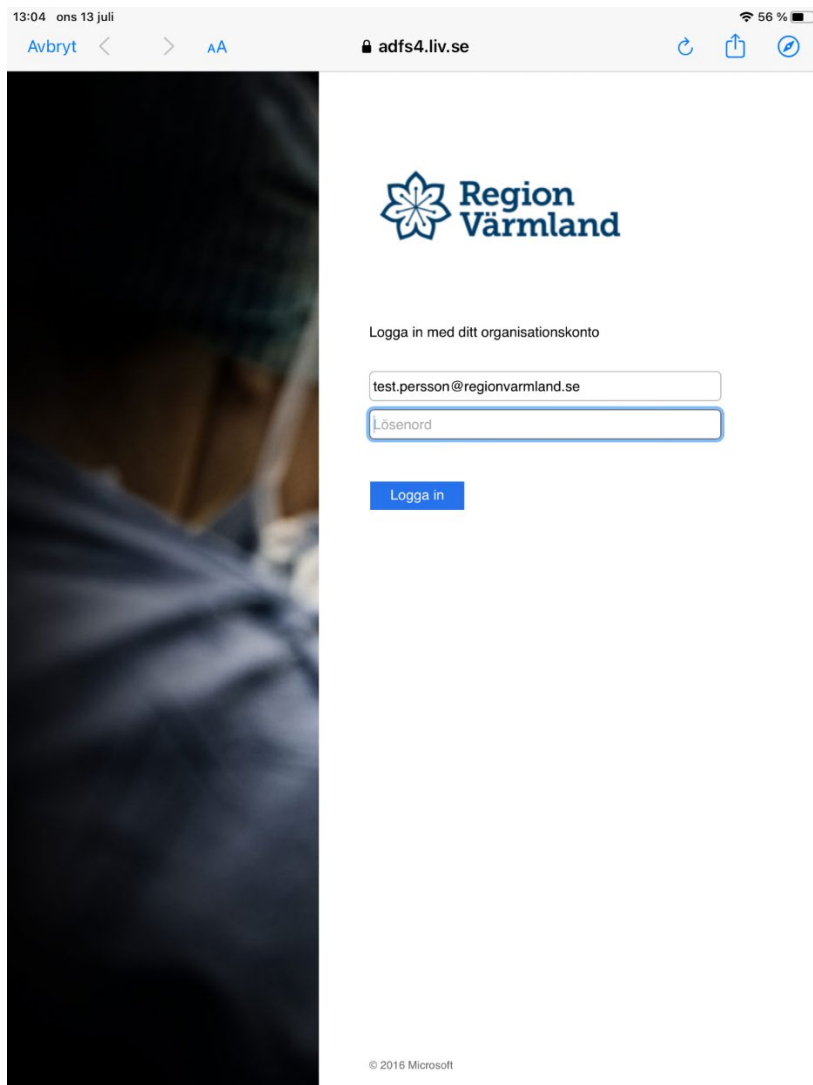 13:04 ons 13 juli 56 %
Avbryt AA adfs4.liv.se
Region
Värmland
Logga in med ditt organisationskonto
test.persson@regionvarmland.se
Lösenord
Logga in
© 2016 Microsoft